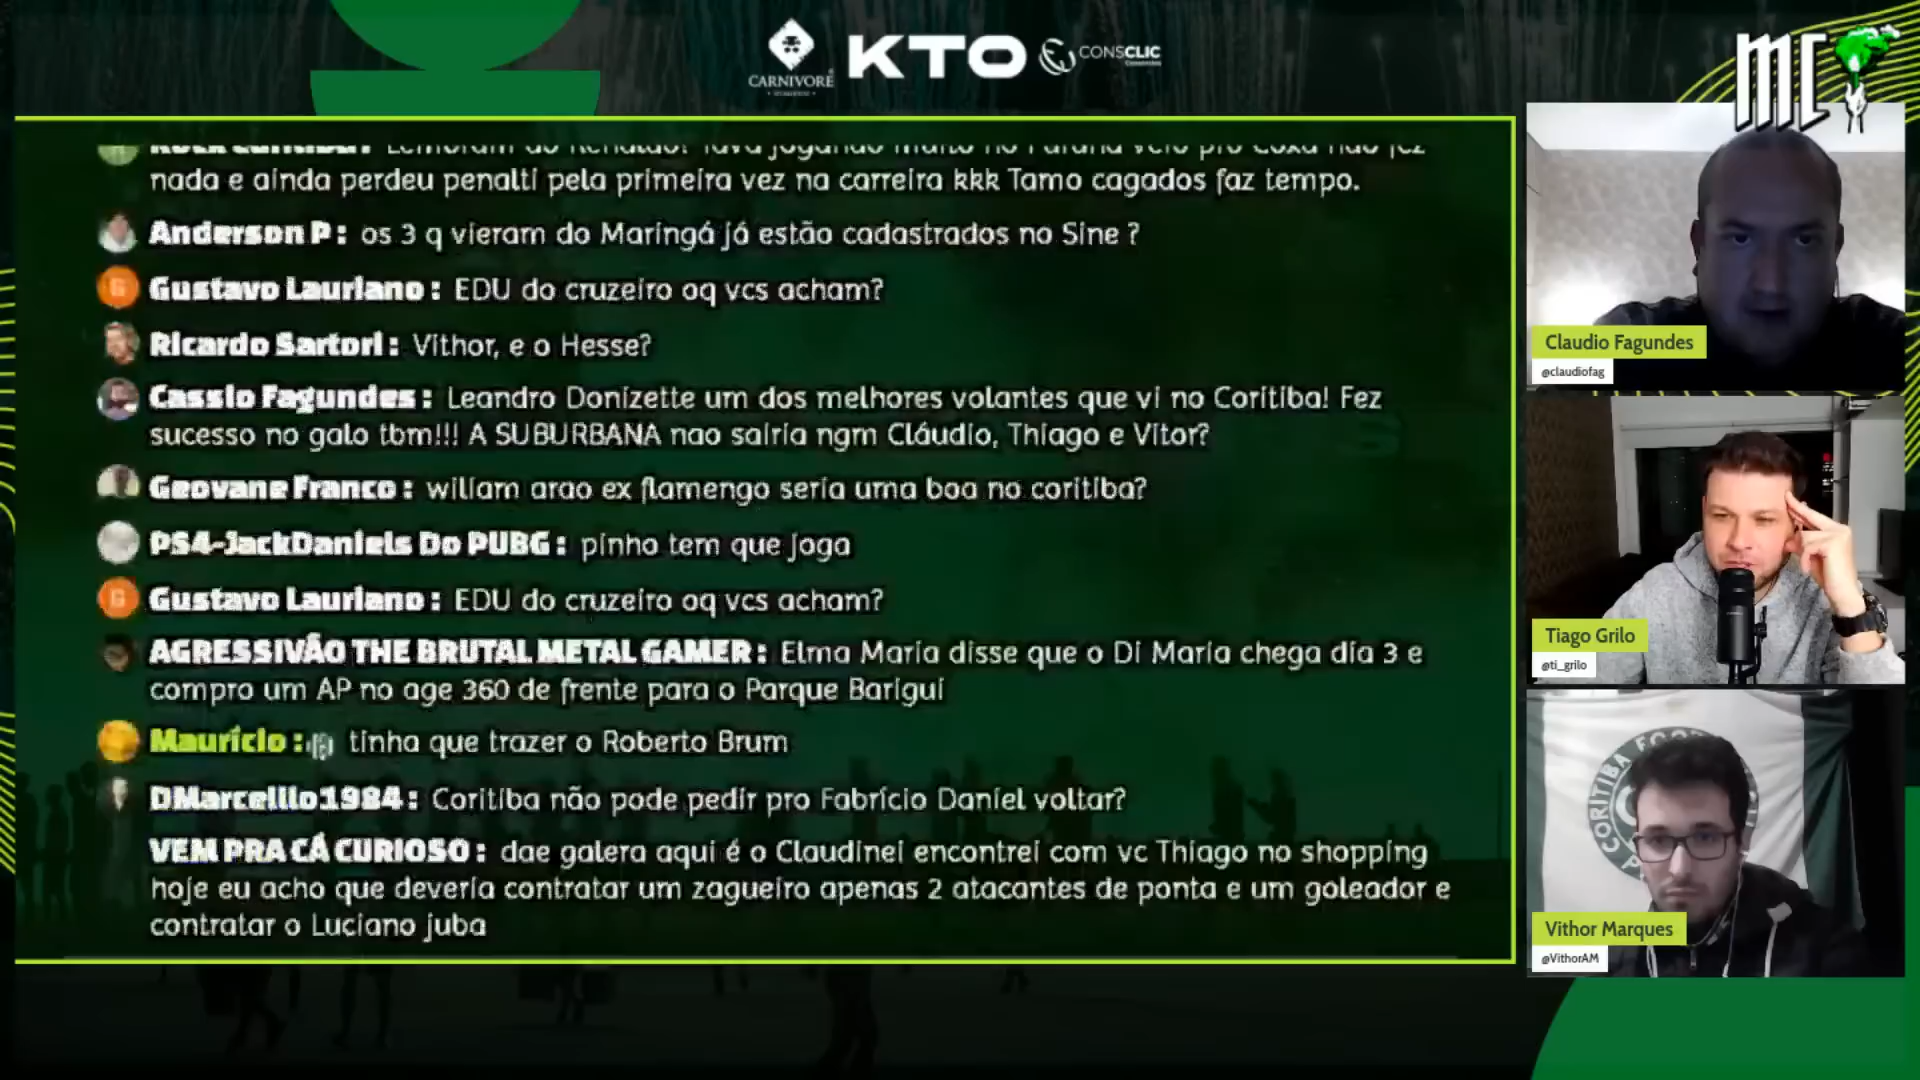 CARNIVORE
KTO
CONSCLIC
MC
nada e ainda perdeu penalti pela primeira vez na carreira kkk Tamo cagados faz tempo.
Anderson P : os 3 q vieram do Maringá já estão cadastrados no Sine ?
Gustavo Lauriano : EDU do cruzeiro oq vcs acham?
Ricardo Sartori : Vithor, e o Hesse?
Cassio Fagundes : Leandro Donizette um dos melhores volantes que vi no Coritiba! Fez
sucesso no galo tbm!!! A SUBURBANA nao sairia ngm Cláudio, Thiago e Vitor?
Geovane Franco : wiliam arao ex flamengo seria uma boa no coritiba?
PS4-JackDaniels Do PUBG : pinho tem que joga
Gustavo Lauriano : EDU do cruzeiro oq vcs acham?
AGRESSIVÃO THE BRUTAL METAL GAMER : Elma Maria disse que o Di Maria chega dia 3 e
compro um AP no age 360 de frente para o Parque Barigui
Maurício : tinha que trazer o Roberto Brum
DMarcelllo1984 : Coritiba não pode pedir pro Fabrício Daniel voltar?
VEM PRA CÁ CURIOSO : dae galera aqui é o Claudinei encontrei com vc Thiago no shopping
hoje eu acho que deveria contratar um zagueiro apenas 2 atacantes de ponta e um goleador e
contratar o Luciano juba
Claudio Fagundes
@claudiofag
Tiago Grilo
@ti_grilo
CORITIBA FOO
Vithor Marques
@VithorAM